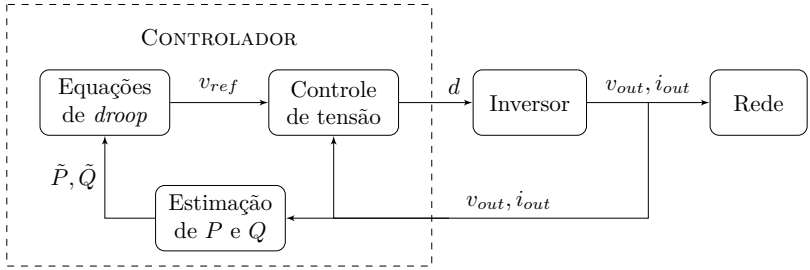 CONTROLADOR
Equações
de droop
v_ref
Controle
de tensão
d
Inversor
v_out, i_out
Rede
P̃, Q̃
Estimação
de P e Q
v_out, i_out